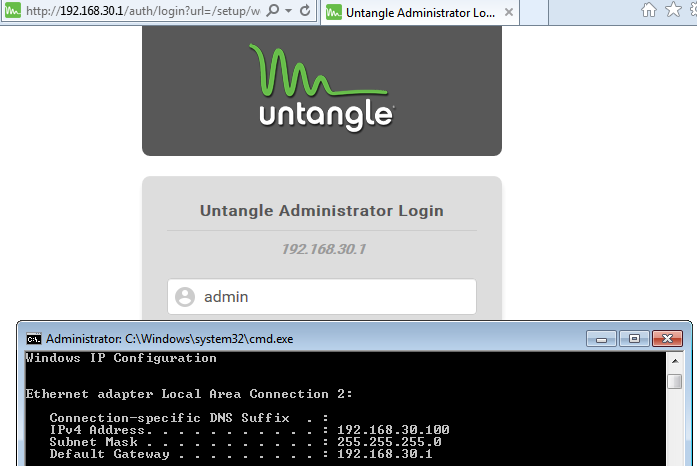 http://192.168.30.1/auth/login?url=/setup/we
Untangle Administrator Lo...
untangle
Untangle Administrator Login
192.168.30.1
admin
Administrator: C:\Windows\system32\cmd.exe
Windows IP Configuration
Ethernet adapter Local Area Connection 2:
Connection-specific DNS Suffix  . :
IPv4 Address. . . . . . . . . . . : 192.168.30.100
Subnet Mask . . . . . . . . . . . : 255.255.255.0
Default Gateway . . . . . . . . . : 192.168.30.1